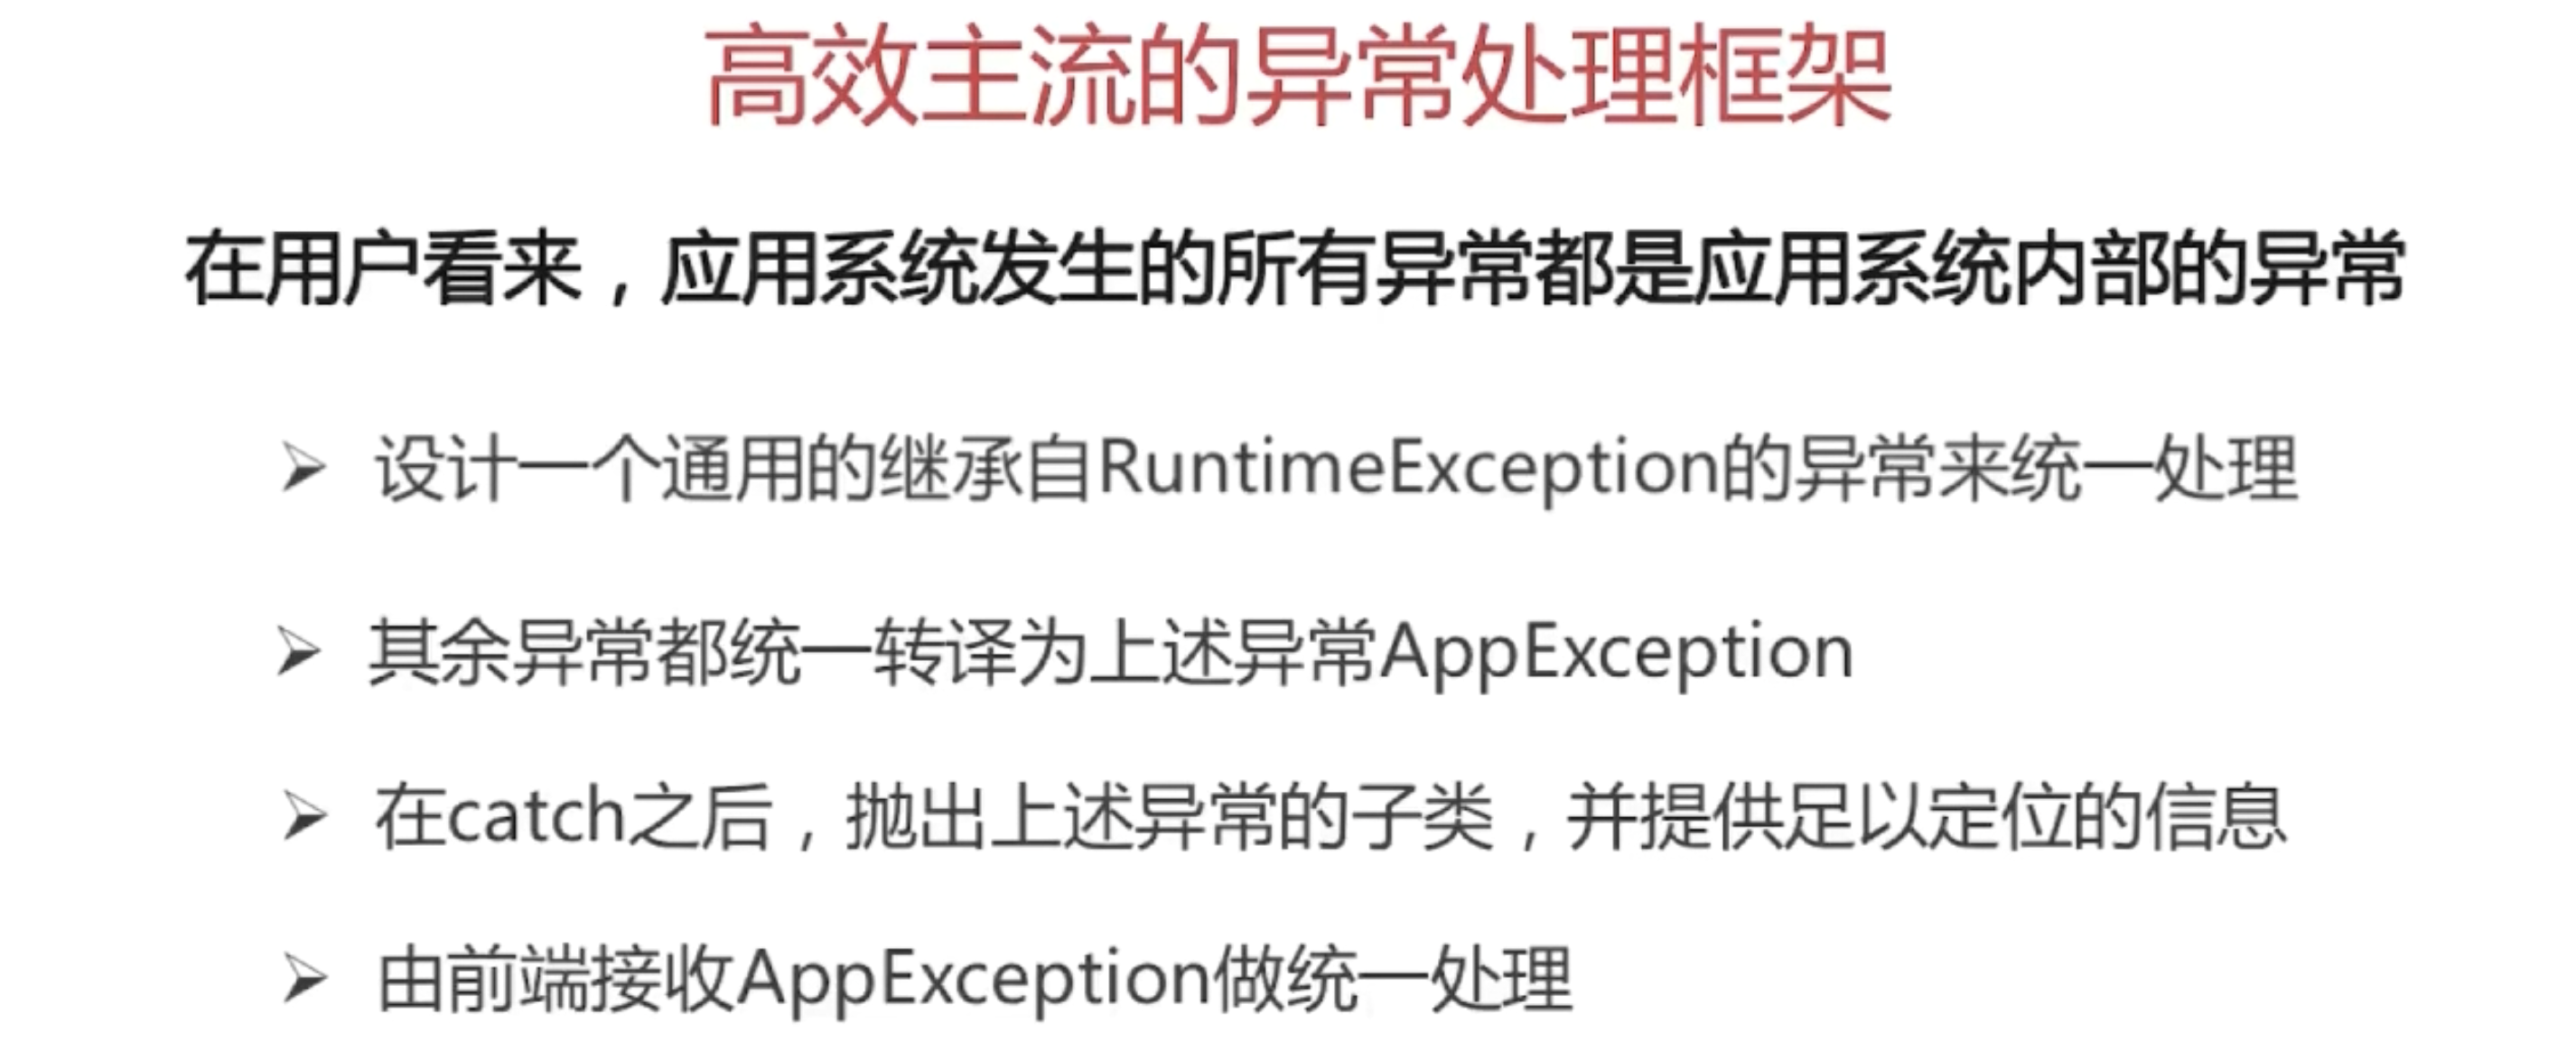 高效主流的异常处理框架
在用户看来，应用系统发生的所有异常都是应用系统内部的异常
➢ 设计一个通用的继承自RuntimeException的异常来统一处理
➢ 其余异常都统一转译为上述异常AppException
➢ 在catch之后，抛出上述异常的子类，并提供足以定位的信息
➢ 由前端接收AppException做统一处理